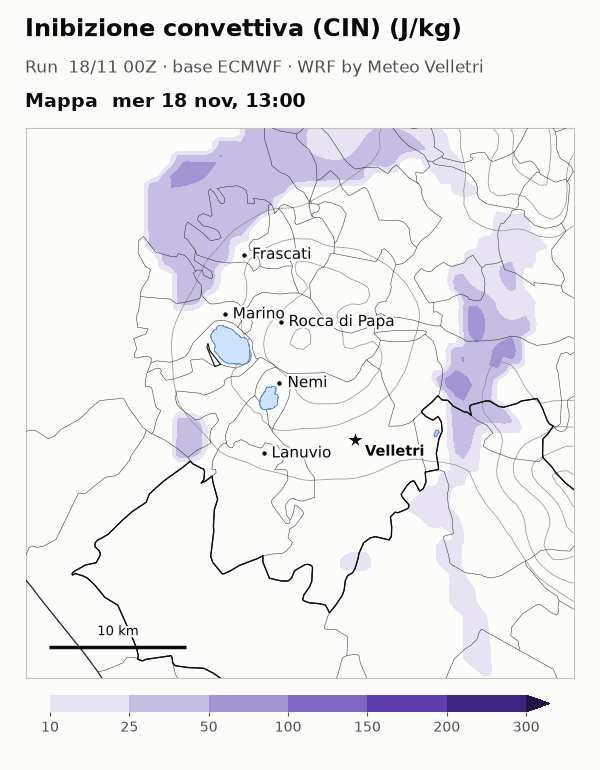 Inibizione convettiva (CIN) (J/kg)
Run  18/11 00Z · base ECMWF · WRF by Meteo Velletri
Mappa  mer 18 nov, 13:00
Frascati
Marino
Rocca di Papa
Nemi
Velletri
Lanuvio
10 km
10 25 50 100 150 200 300